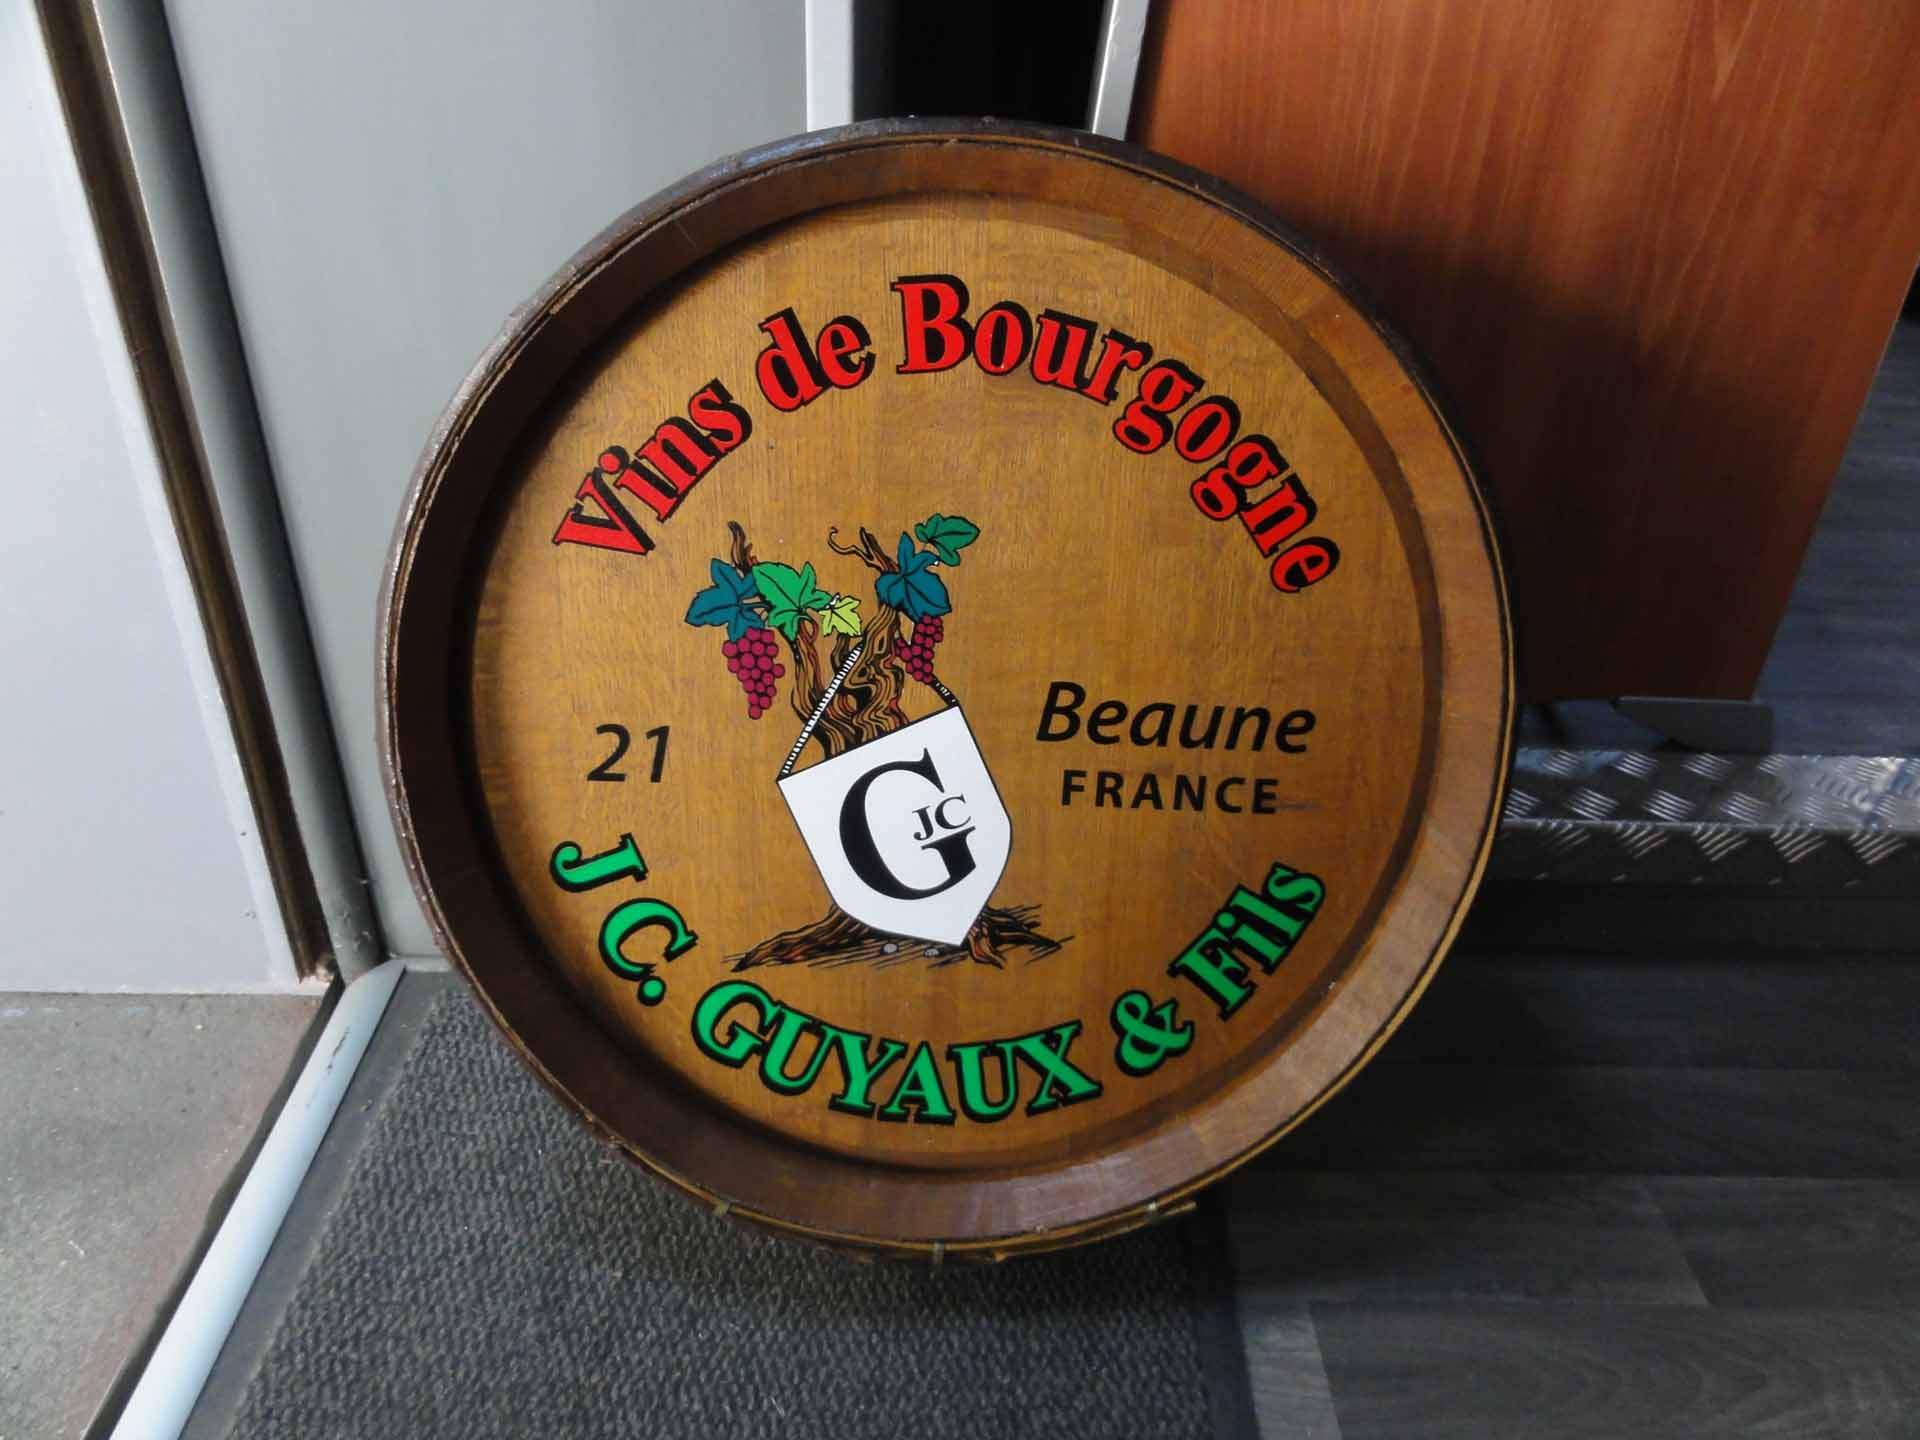 Vins de Bourgogne
21
Beaune
FRANCE
G
JC
J C. GUYAUX & Fils